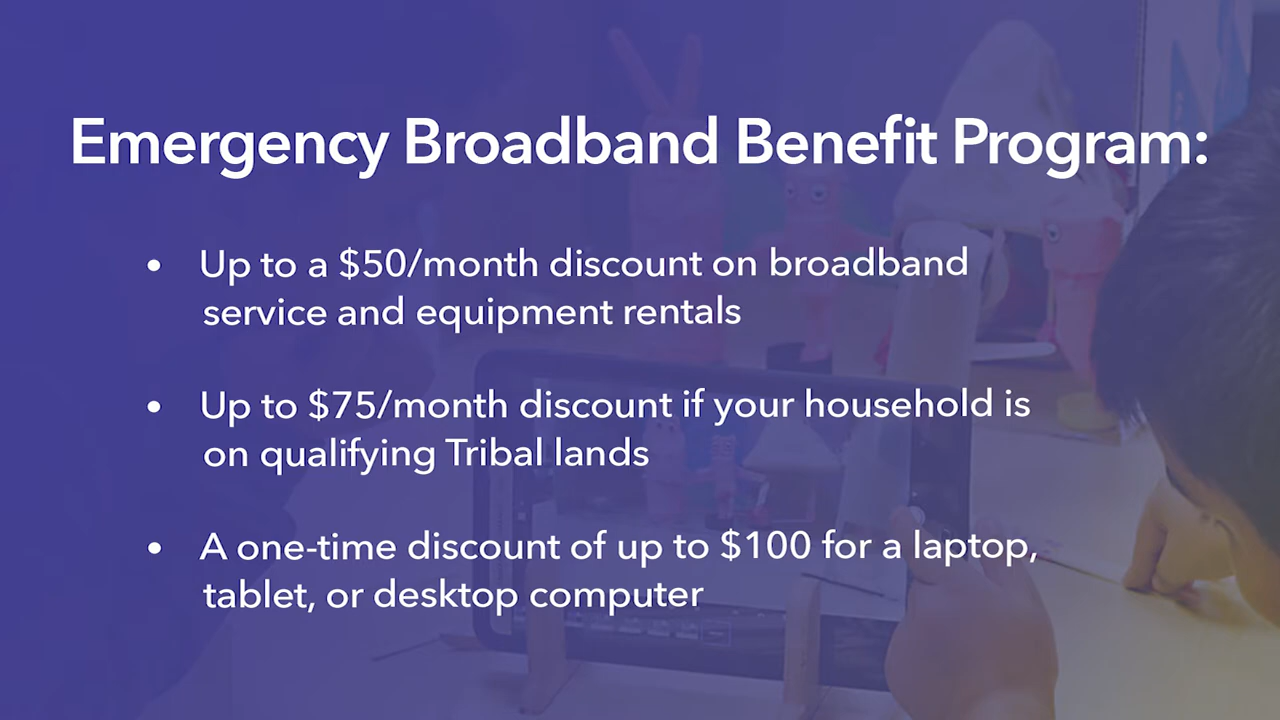 Emergency Broadband Benefit Program:
• Up to a $50/month discount on broadband
service and equipment rentals
• Up to $75/month discount if your household is
on qualifying Tribal lands
• A one-time discount of up to $100 for a laptop,
tablet, or desktop computer